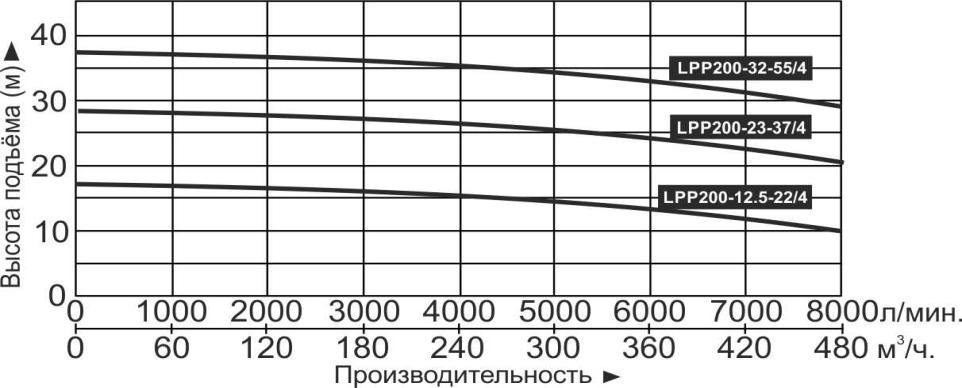 Высота подъёма (м)
40
30
20
10
0
LPP200-32-55/4
LPP200-23-37/4
LPP200-12.5-22/4
0 1000 2000 3000 4000 5000 6000 7000 8000 л/мин.
0 60 120 180 240 300 360 420 480 м³/ч.
Производительность